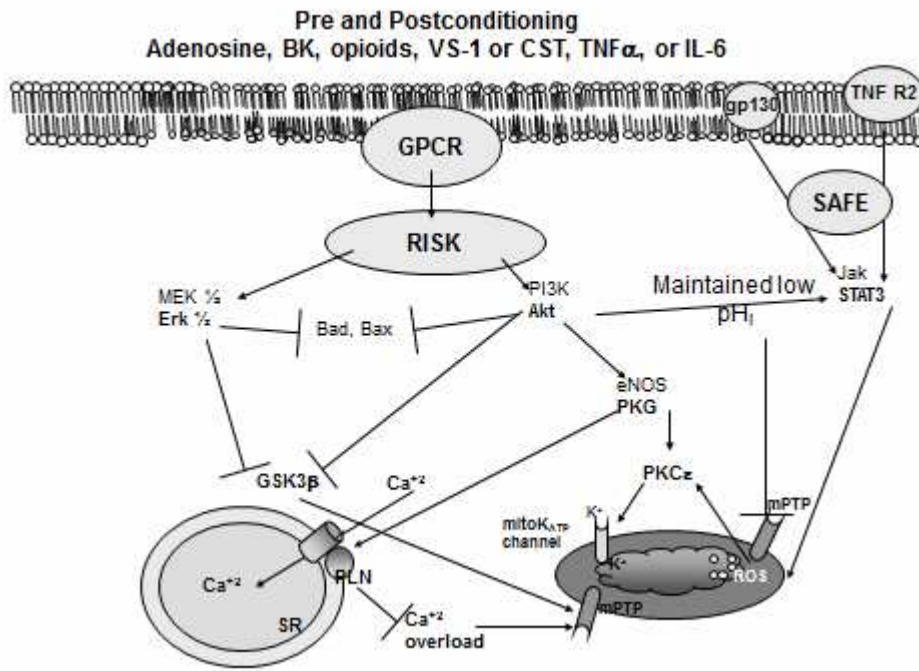 Pre and Postconditioning
Adenosine, BK, opioids, VS-1 or CST, TNFα, or IL-6
gp130
TNF R2
GPCR
SAFE
RISK
Jak
STAT3
MEK ½
Erk ½
PI3K
Akt
Maintained low
pHi
Bad, Bax
eNOS
PKG
GSK3β
Ca+2
PKCε
K+
mPTP
mitoKATP
channel
K+
ROS
Ca+2
PLN
SR
mPTP
Ca+2
overload